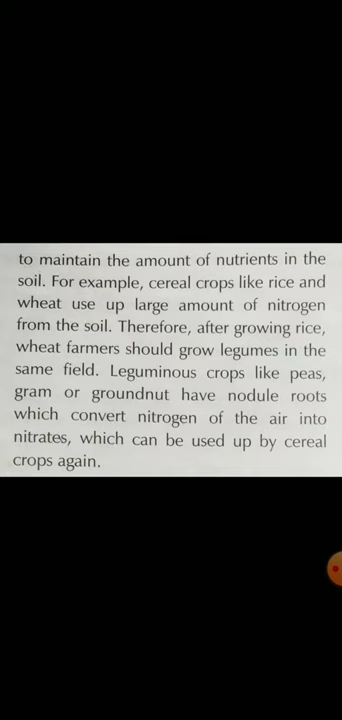 to maintain the amount of nutrients in the
soil. For example, cereal crops like rice and
wheat use up large amount of nitrogen
from the soil. Therefore, after growing rice,
wheat farmers should grow legumes in the
same field. Leguminous crops like peas,
gram or groundnut have nodule roots
which convert nitrogen of the air into
nitrates, which can be used up by cereal
crops again.